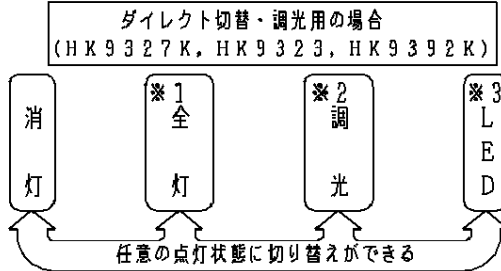 ダイレクト切替・調光用の場合
(HK9327K, HK9323, HK9392K)
消灯
※1
全灯
※2
調光
※3
LED
任意の点灯状態に切り替えができる